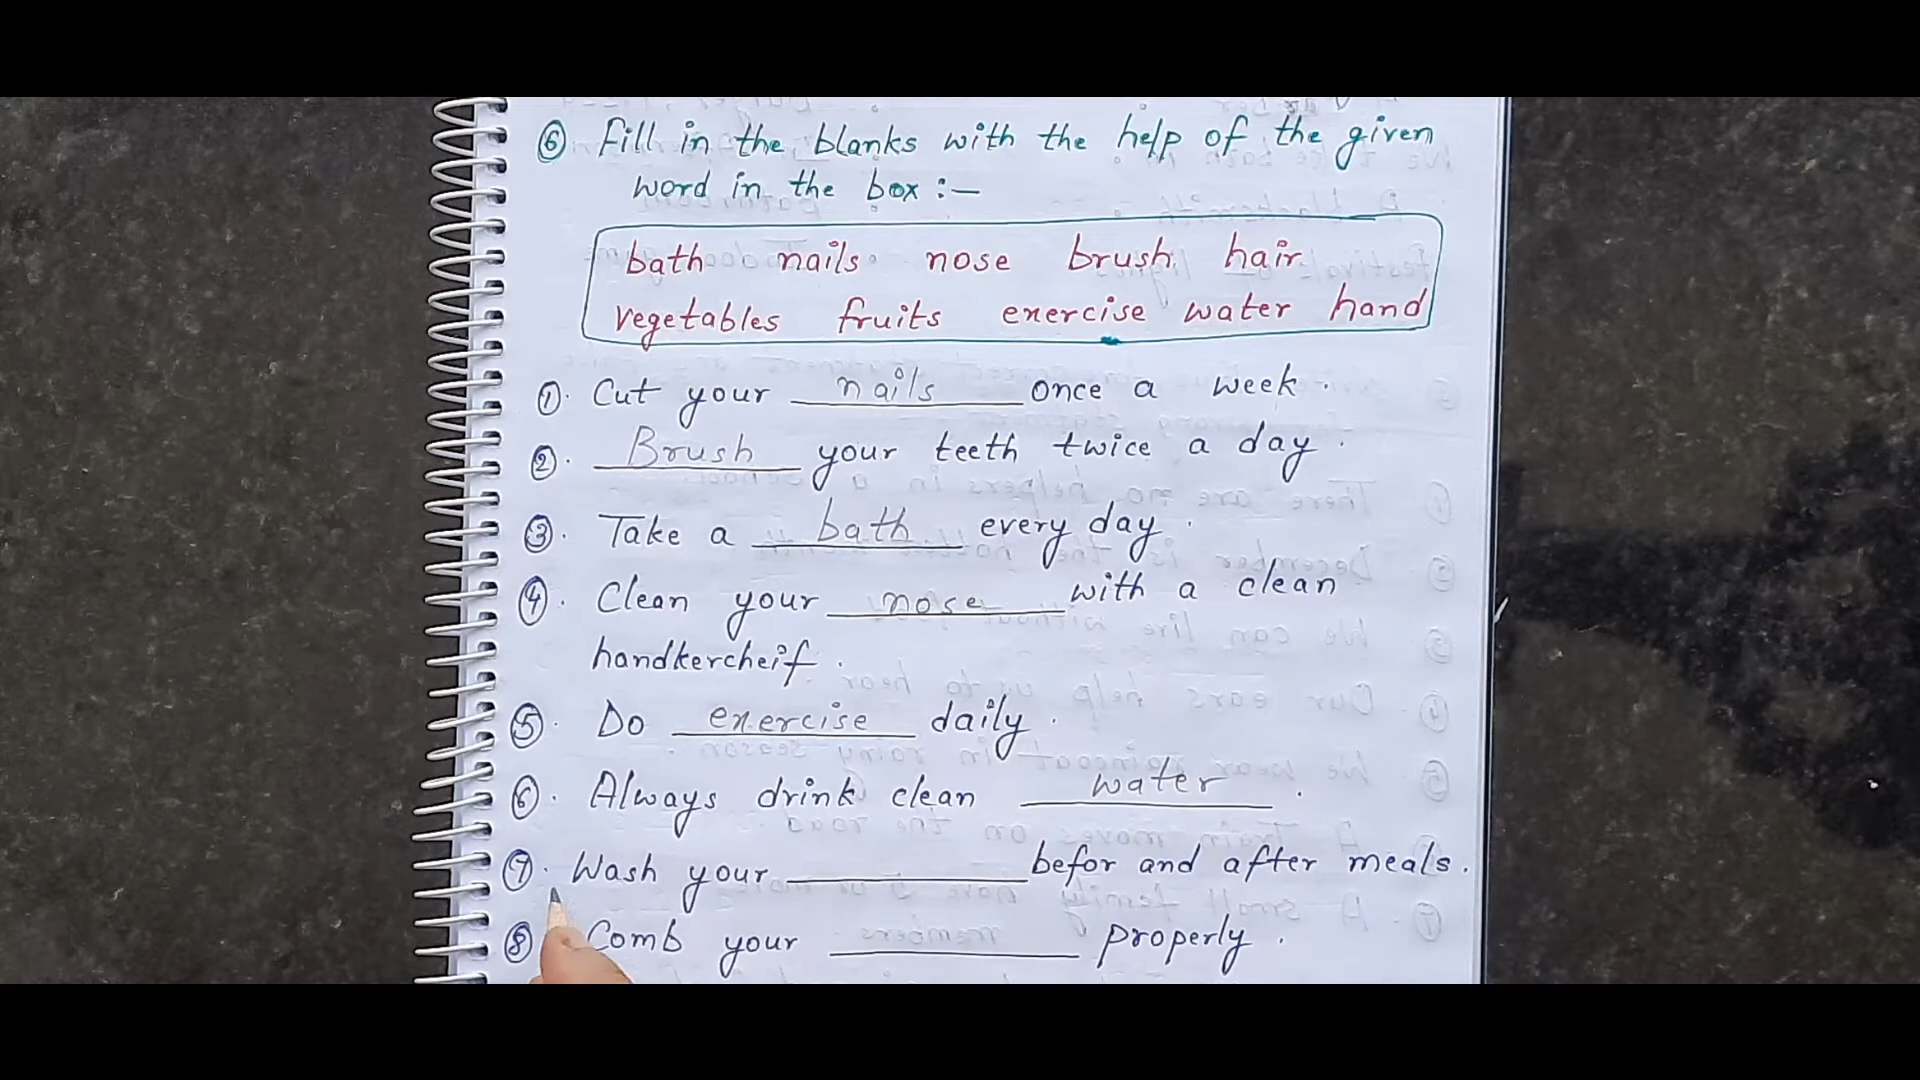 ⑥ Fill in the blanks with the help of the given
word in the box :—
bath nails nose brush hair
vegetables fruits exercise water hand
①. Cut your nails once a week.
②. Brush your teeth twice a day.
③. Take a bath every day.
④. Clean your nose with a clean
handkercheif.
⑤. Do exercise daily.
⑥. Always drink clean water.
⑦. Wash your ________ befor and after meals.
⑧ Comb your ________ properly.